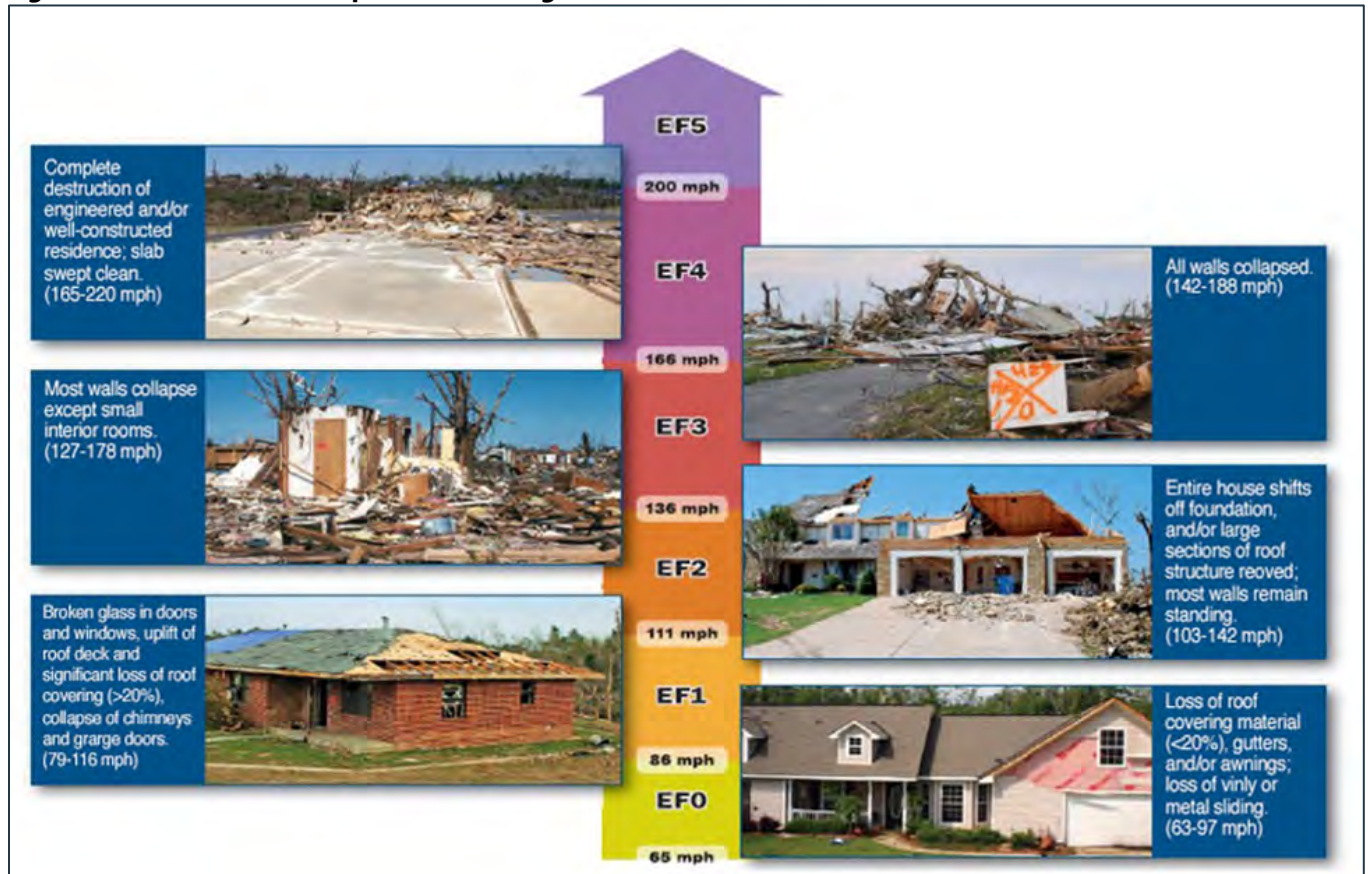 EF5
200 mph
EF4
166 mph
EF3
136 mph
EF2
111 mph
EF1
86 mph
EF0
65 mph
Complete
destruction of
engineered and/or
well-constructed
residence; slab
swept clean.
(165-220 mph)
All walls collapsed.
(142-188 mph)
Most walls collapse
except small
interior rooms.
(127-178 mph)
Entire house shifts
off foundation,
and/or large
sections of roof
structure reoved;
most walls remain
standing.
(103-142 mph)
Broken glass in doors
and windows, uplift of
roof deck and
significant loss of roof
covering (>20%),
collapse of chimneys
and grarge doors.
(79-116 mph)
Loss of roof
covering material
(<20%), gutters,
and/or awnings;
loss of vinly or
metal sliding.
(63-97 mph)